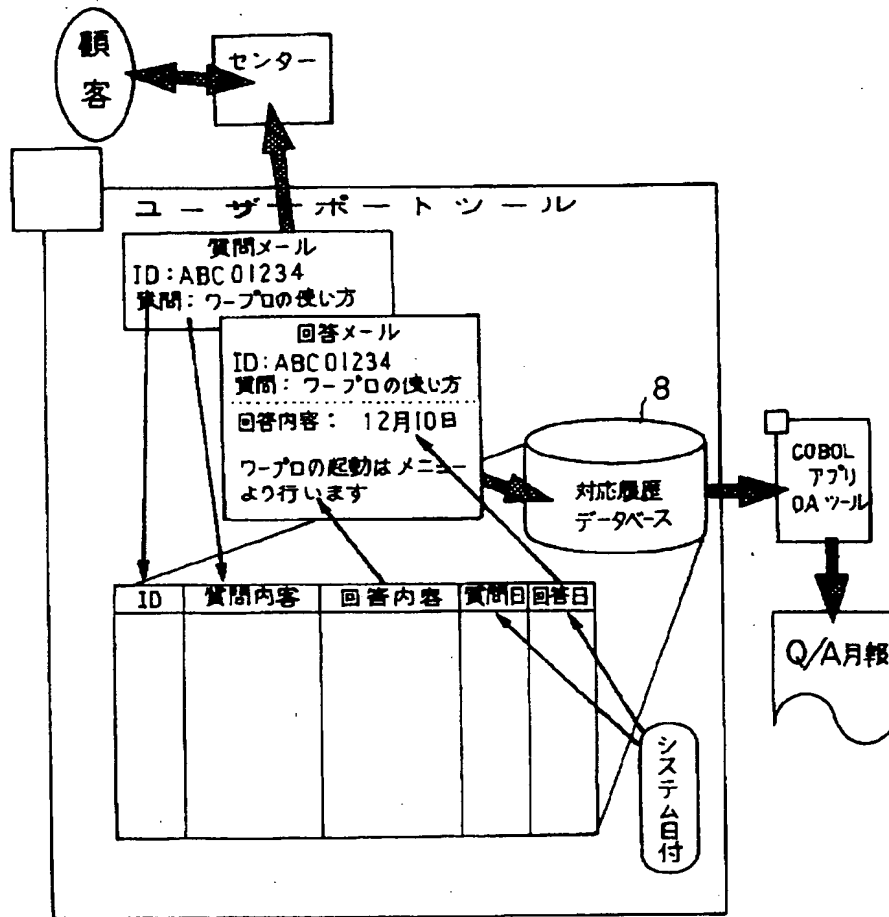 顧客
センター
ユーザーポートツール
質問メール
ID:ABC01234
質問:ワープロの使い方
回答メール
ID:ABC01234
質問:ワープロの使い方
回答内容: 12月10日
ワープロの起動はメニュー
よう行います
8
対応履歴
データベース
COBOL
アプリ
OAツール
Q/A月報
ID 質問内容 回答内容 質問日 回答日
システム日付